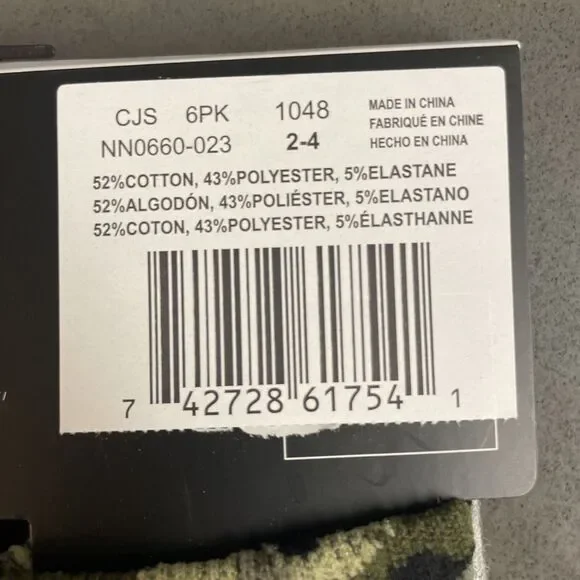 CJS 6PK 1048
NN0660-023 2-4
MADE IN CHINA
FABRIQUÉ EN CHINE
HECHO EN CHINA
52%COTTON, 43%POLYESTER, 5%ELASTANE
52%ALGODÓN, 43%POLIÉSTER, 5%ELASTANO
52%COTON, 43%POLYESTER, 5%ÉLASTHANNE
7 42728 61754 1